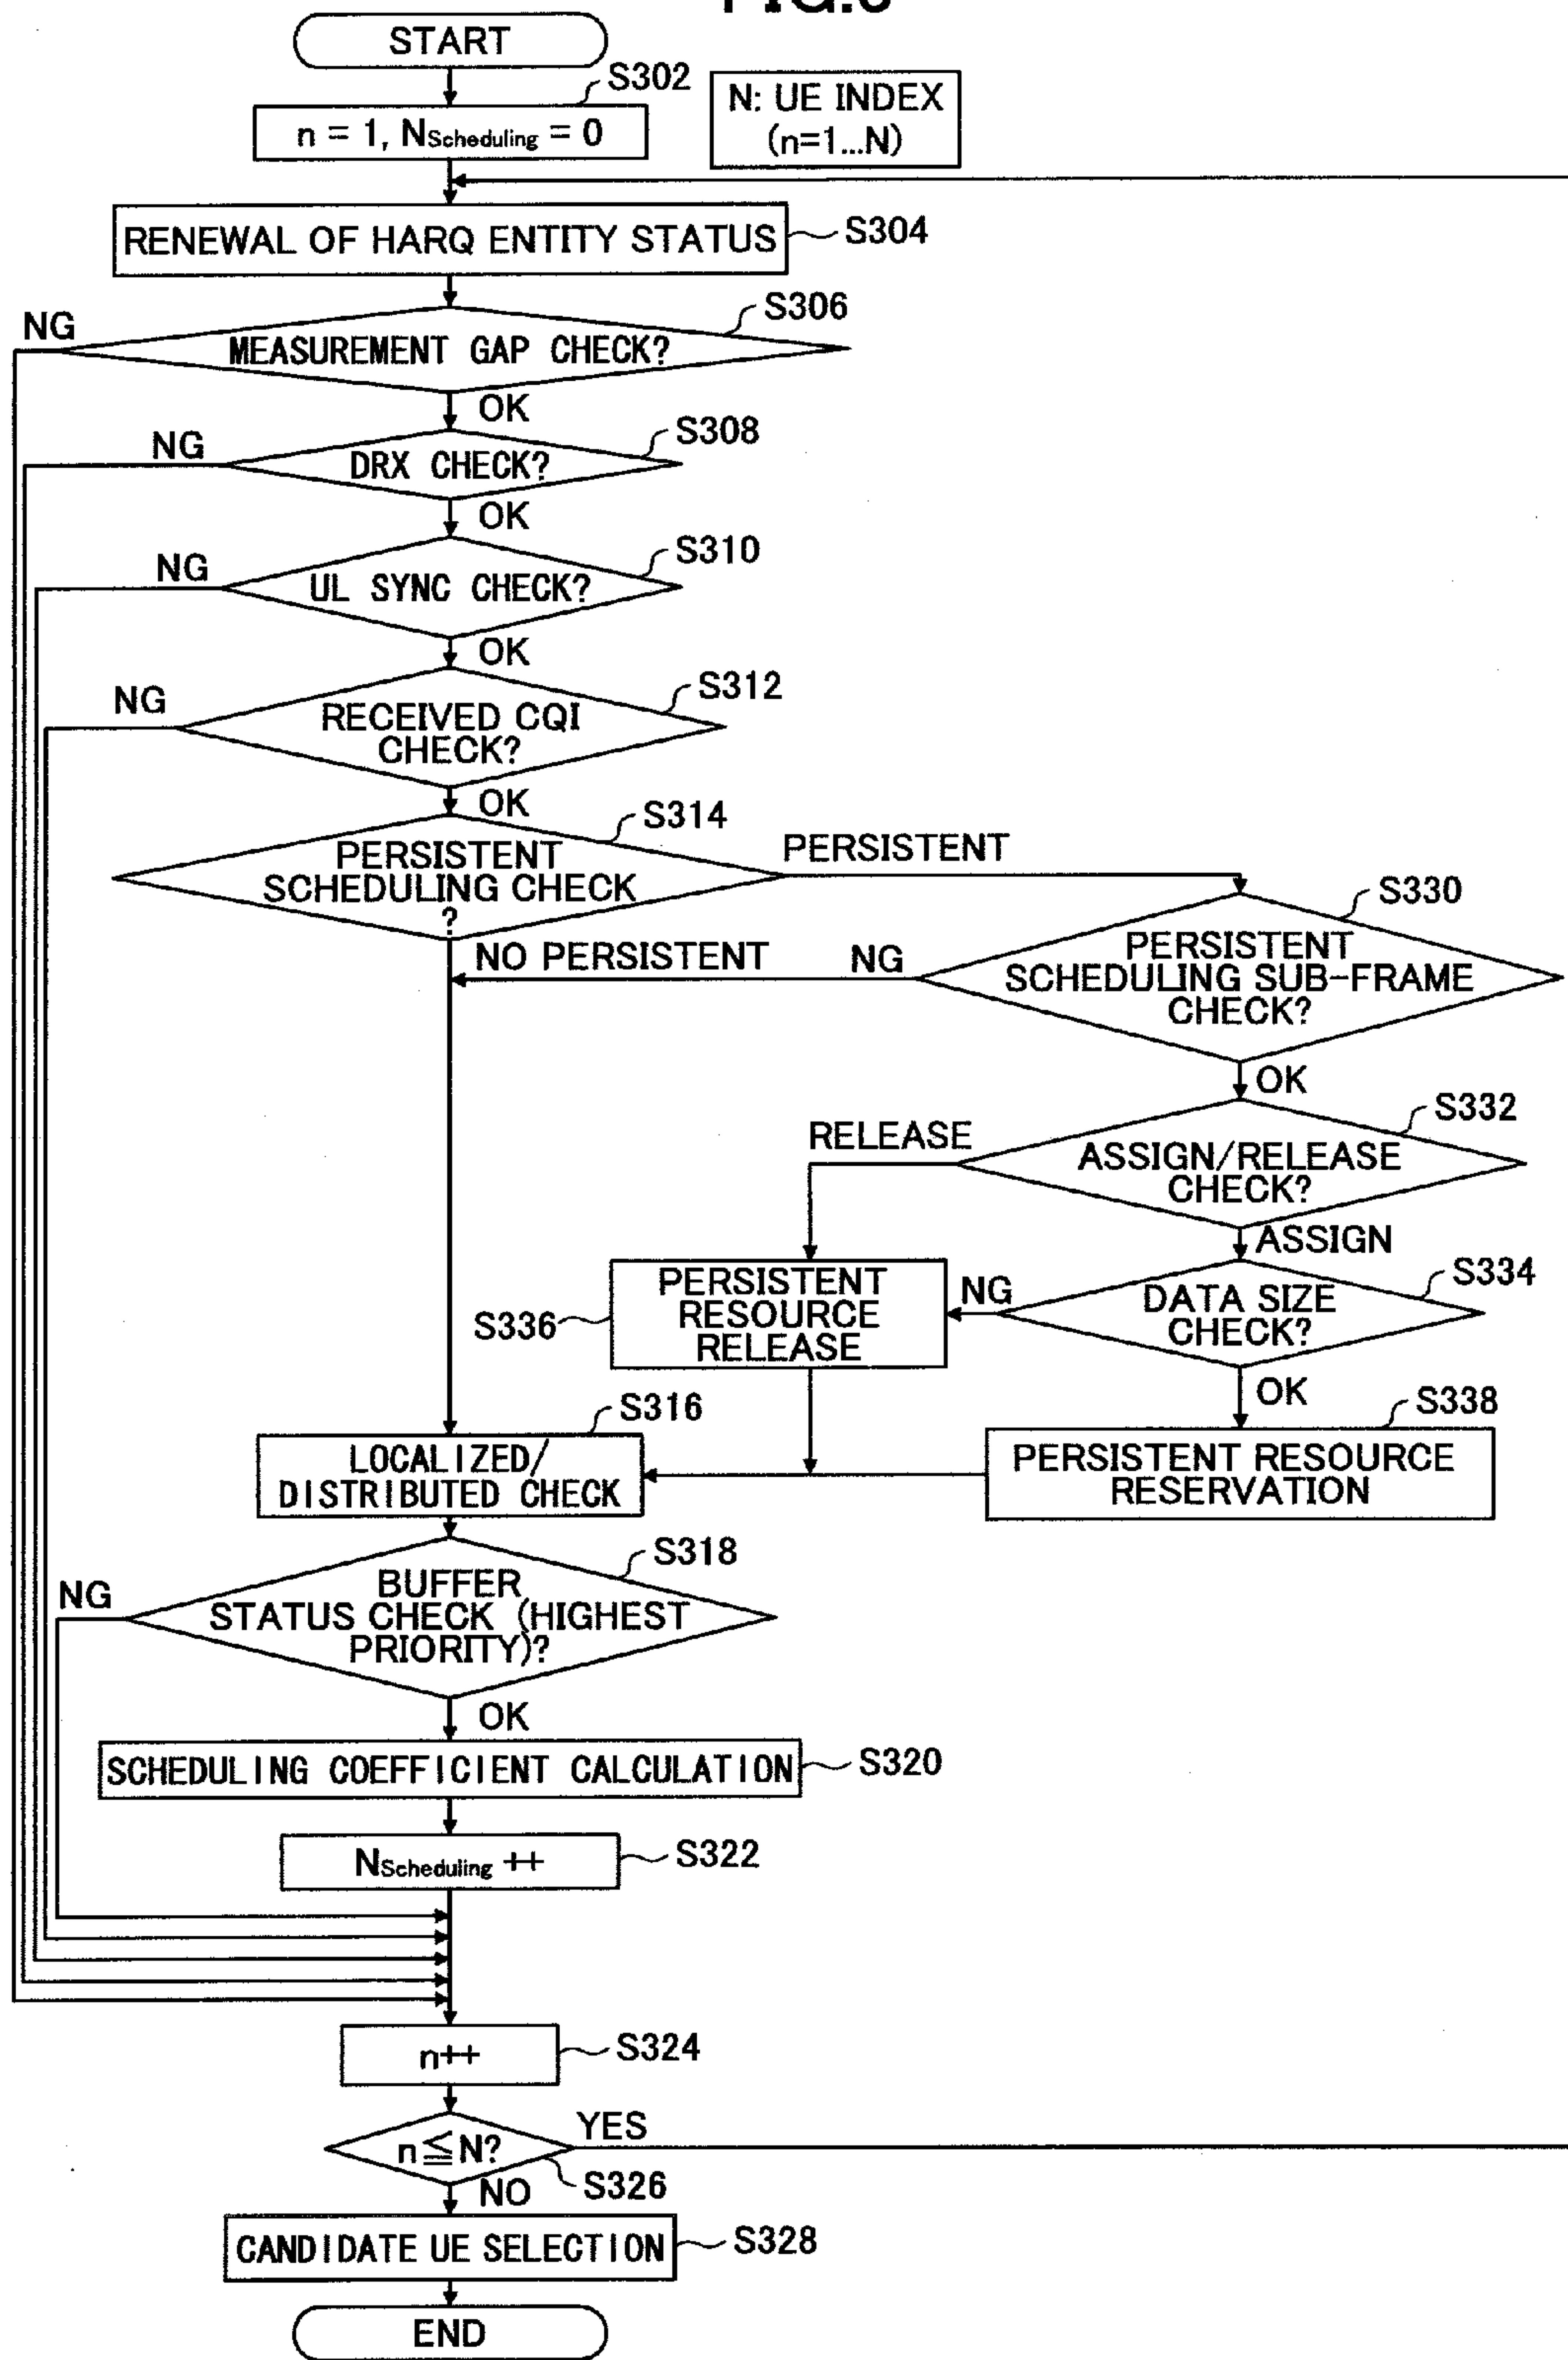 START
S302
n = 1, NScheduling = 0
N: UE INDEX
(n=1...N)
RENEWAL OF HARQ ENTITY STATUS
S304
S306
NG
MEASUREMENT GAP CHECK?
OK
S308
NG
DRX CHECK?
OK
S310
NG
UL SYNC CHECK?
OK
S312
NG
RECEIVED CQI
CHECK?
OK
S314
PERSISTENT
SCHEDULING CHECK
?
PERSISTENT
S330
NO PERSISTENT
NG
PERSISTENT
SCHEDULING SUB-FRAME
CHECK?
OK
S332
RELEASE
ASSIGN/RELEASE
CHECK?
ASSIGN
S334
PERSISTENT
RESOURCE
RELEASE
S336
NG
DATA SIZE
CHECK?
OK
S338
S316
LOCALIZED/
DISTRIBUTED CHECK
PERSISTENT RESOURCE
RESERVATION
S318
NG
BUFFER
STATUS CHECK (HIGHEST
PRIORITY)?
OK
SCHEDULING COEFFICIENT CALCULATION
S320
NScheduling ++
S322
n++
S324
n≦N?
YES
S326
NO
CANDIDATE UE SELECTION
S328
END